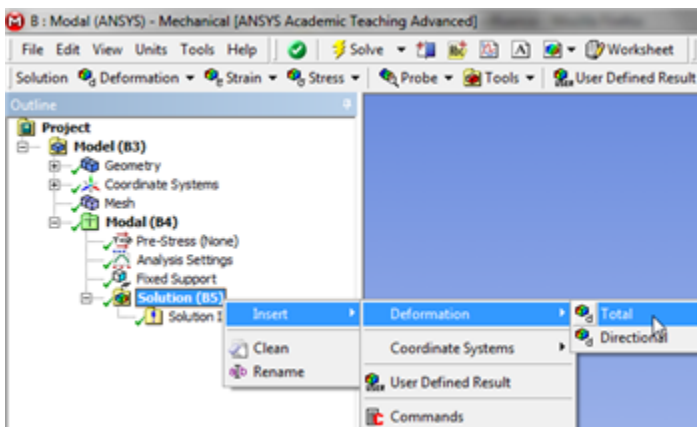 B : Modal (ANSYS) - Mechanical [ANSYS Academic Teaching Advanced]
File Edit View Units Tools Help Solve A Worksheet
Solution Deformation Strain Stress Probe Tools User Defined Result
Outline
Project
Model (B3)
Geometry
Coordinate Systems
Mesh
Modal (B4)
Pre-Stress (None)
Analysis Settings
Fixed Support
Solution (B5)
Solution I
Insert
Clean
Rename
Deformation
Coordinate Systems
User Defined Result
Commands
Total
Directional